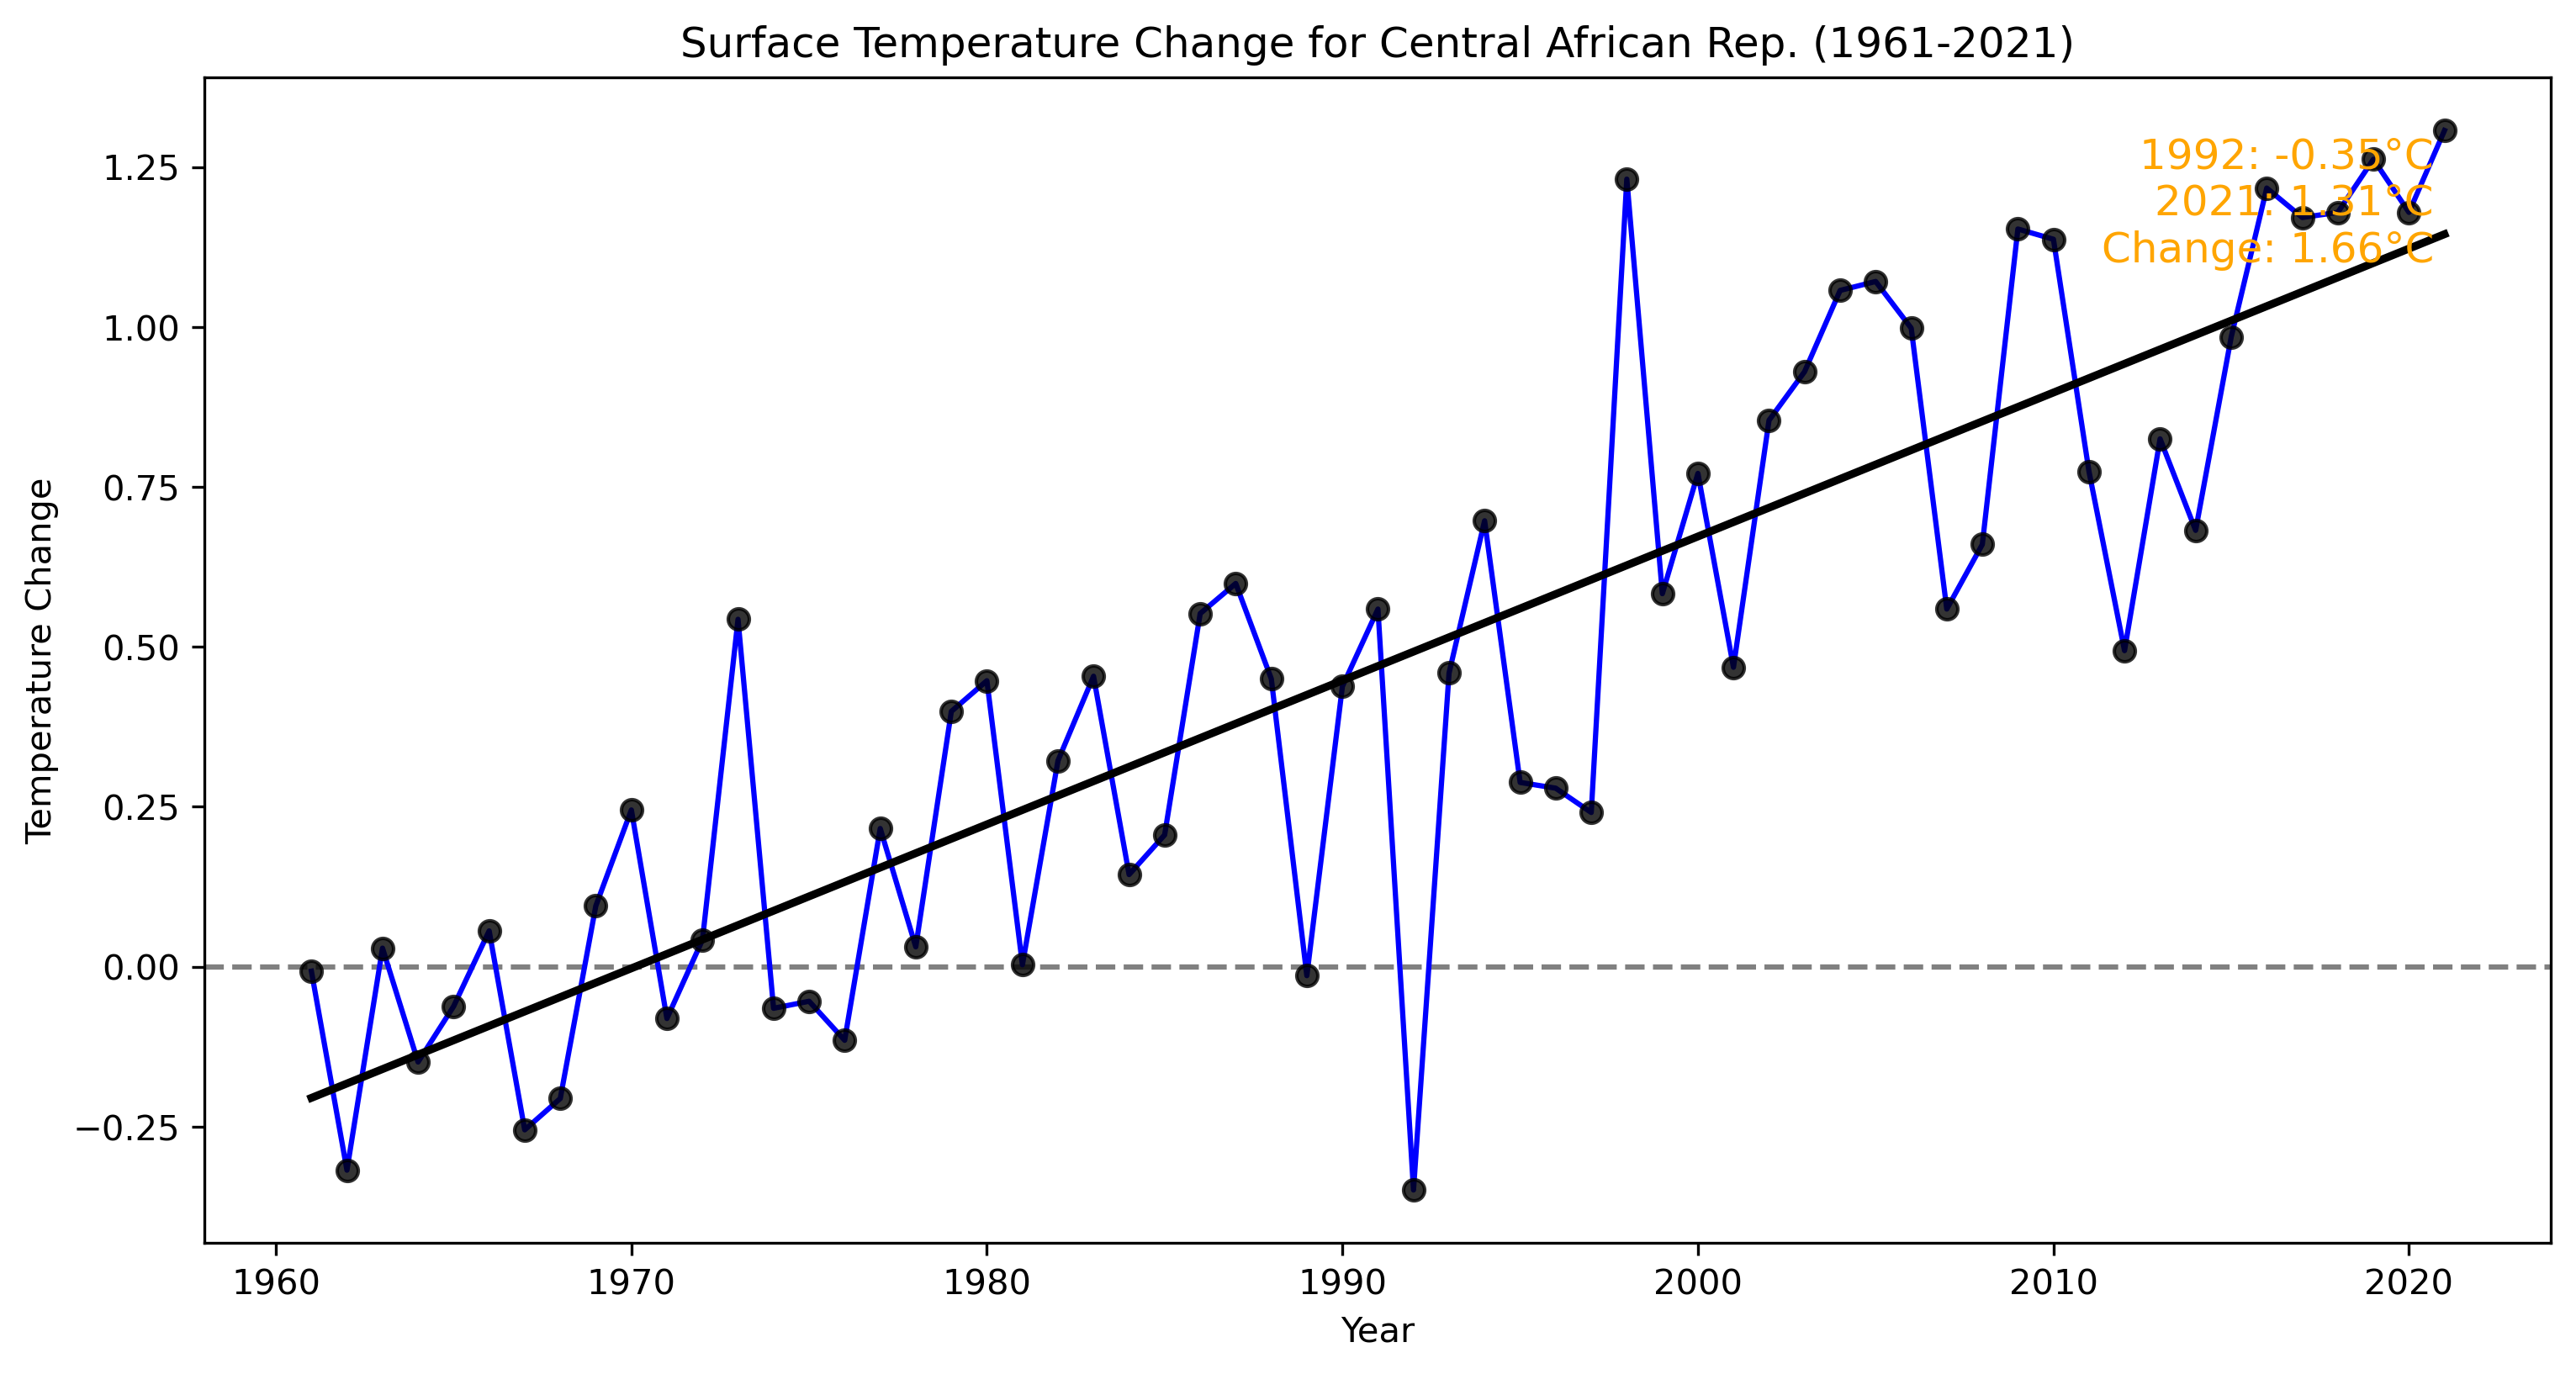 Surface Temperature Change for Central African Rep. (1961-2021)
1992: -0.35°C
2021: 1.31°C
Change: 1.66°C
Temperature Change
1.25
1.00
0.75
0.50
0.25
0.00
−0.25
1960 1970 1980 1990 2000 2010 2020
Year